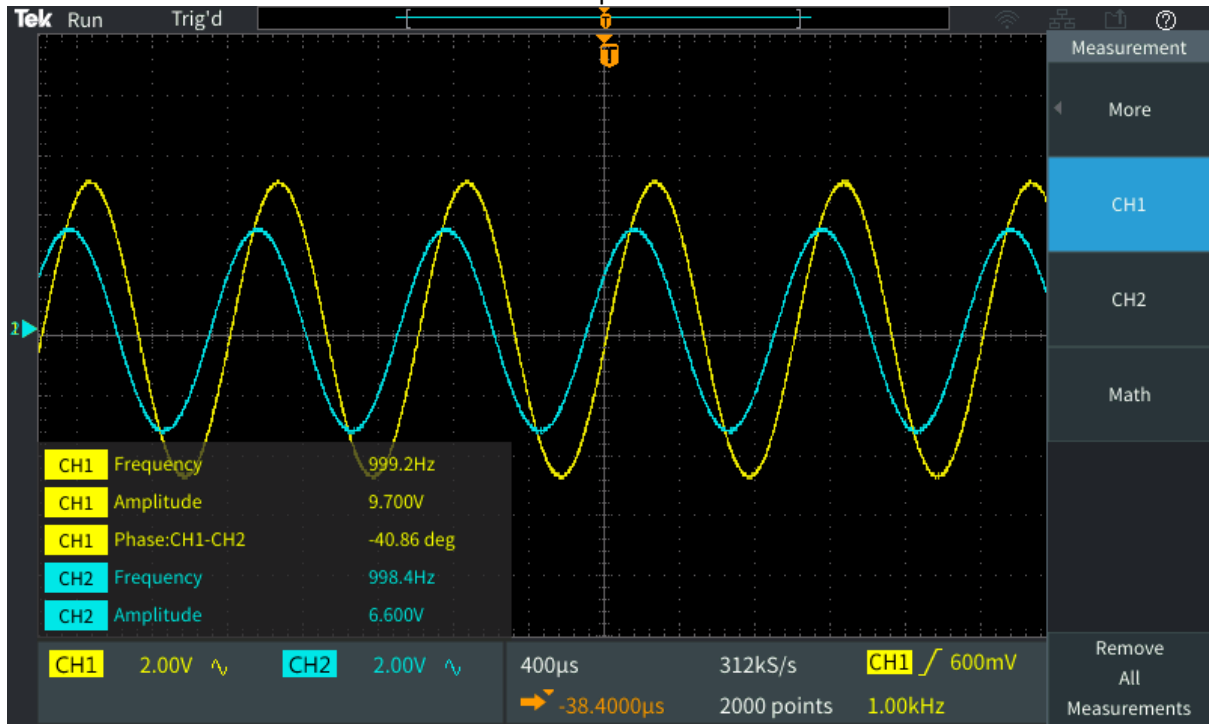 Tek Run Trig'd
T
T
Measurement
More
CH1
CH2
Math
CH1 Frequency 999.2Hz
CH1 Amplitude 9.700V
CH1 Phase:CH1-CH2 -40.86 deg
CH2 Frequency 998.4Hz
CH2 Amplitude 6.600V
CH1 2.00V CH2 2.00V 400µs 312kS/s CH1 600mV
-38.4000µs 2000 points 1.00kHz
Remove
All
Measurements